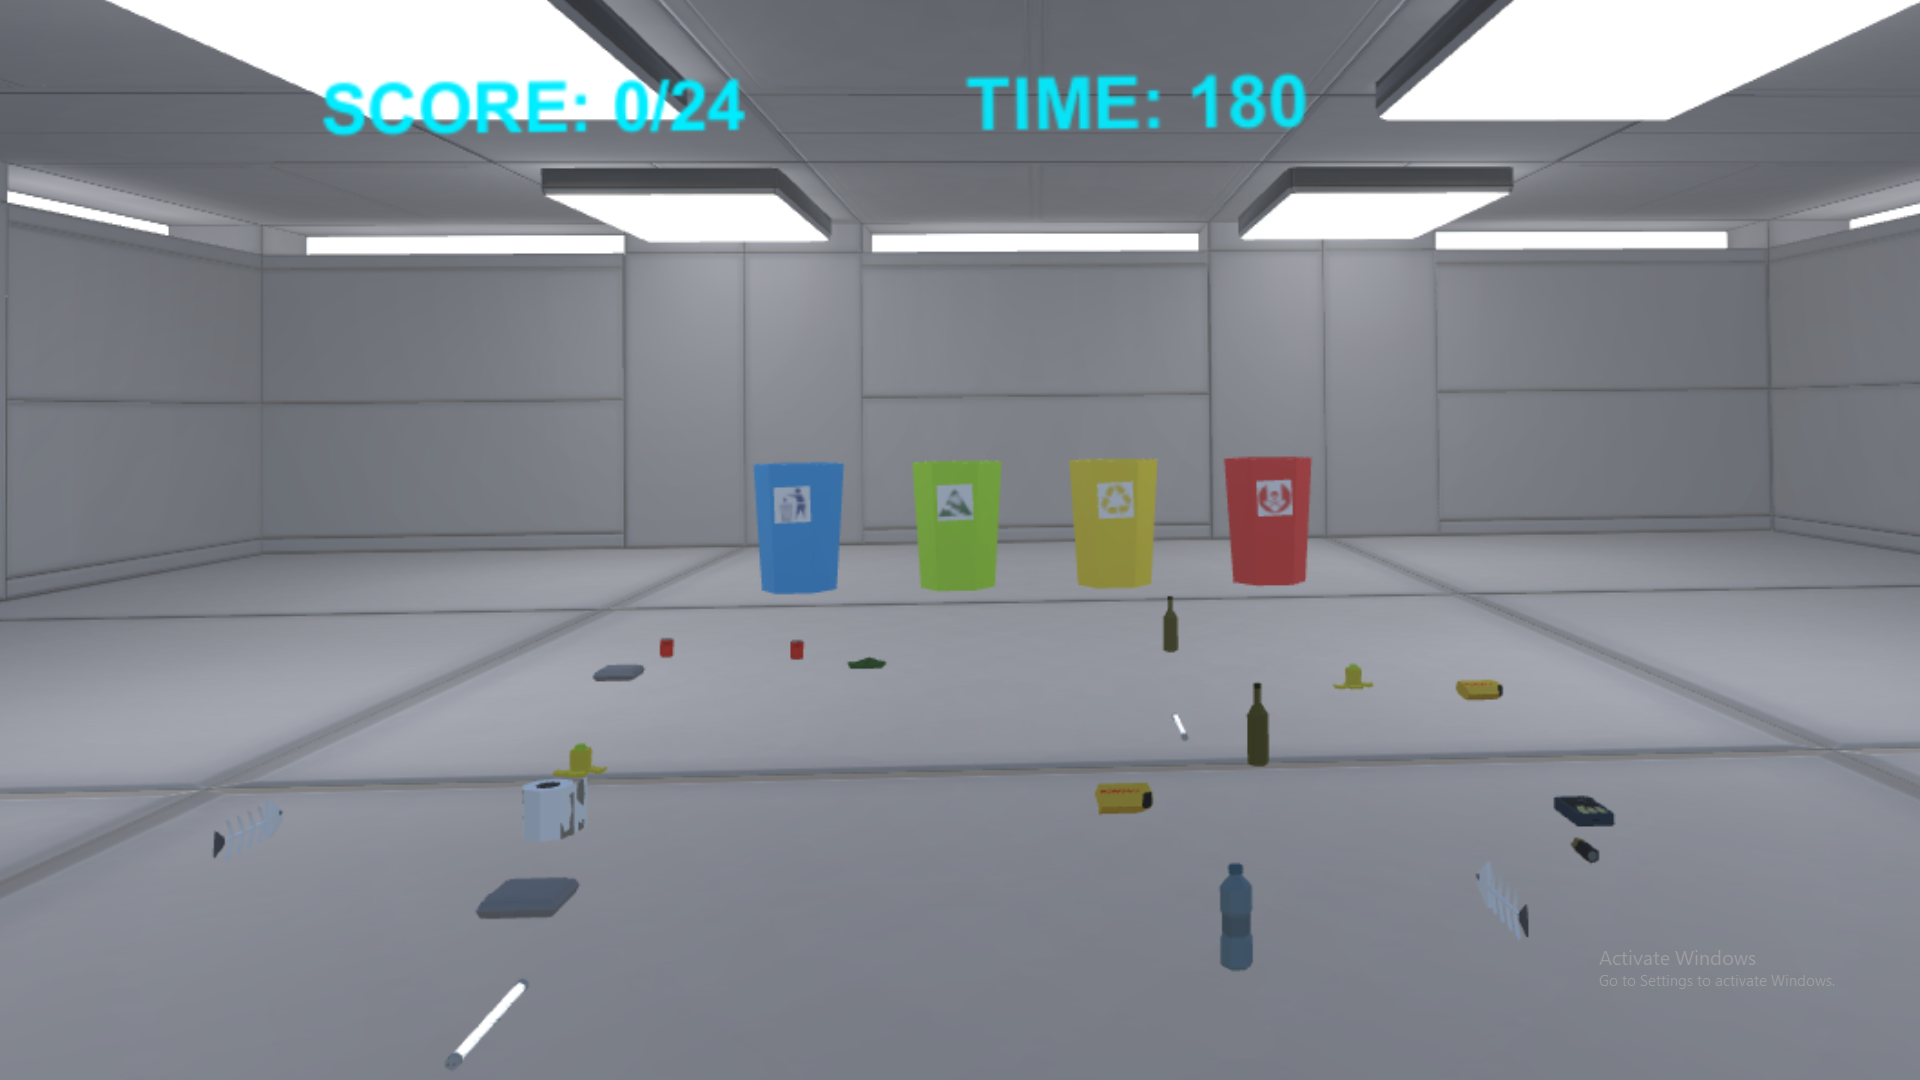 SCORE: 0/24
TIME: 180
Activate Windows
Go to Settings to activate Windows.